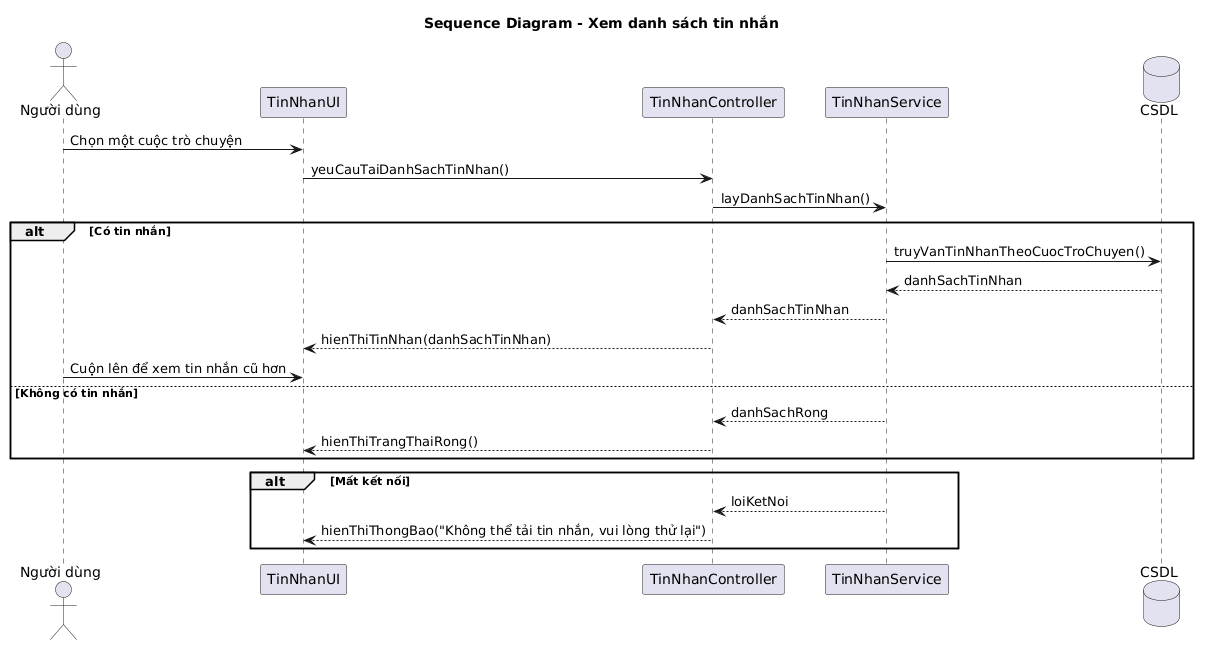 Sequence Diagram - Xem danh sách tin nhắn
Người dùng
TinNhanUI
TinNhanController
TinNhanService
CSDL
Chọn một cuộc trò chuyện
yeuCauTaiDanhSachTinNhan()
layDanhSachTinNhan()
alt [Có tin nhắn]
truyVanTinNhanTheoCuocTroChuyen()
danhSachTinNhan
danhSachTinNhan
hienThiTinNhan(danhSachTinNhan)
Cuộn lên để xem tin nhắn cũ hơn
[Không có tin nhắn]
danhSachRong
hienThiTrangThaiRong()
alt [Mất kết nối]
loiKetNoi
hienThiThongBao("Không thể tải tin nhắn, vui lòng thử lại")
Người dùng
TinNhanUI
TinNhanController
TinNhanService
CSDL